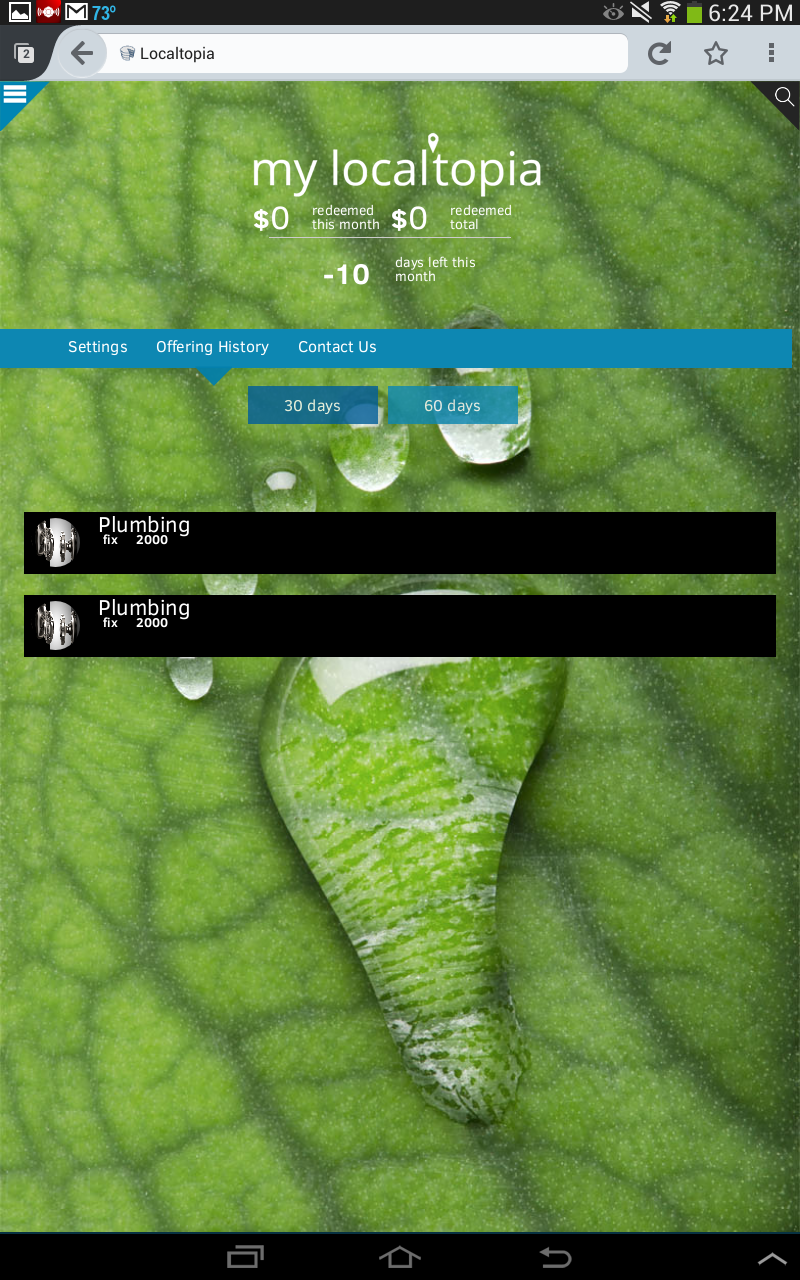 73°
6:24 PM
2
Localtopia
my localtopia
$0 redeemed this month $0 redeemed total
-10 days left this month
Settings Offering History Contact Us
30 days 60 days
Plumbing
fix 2000
Plumbing
fix 2000